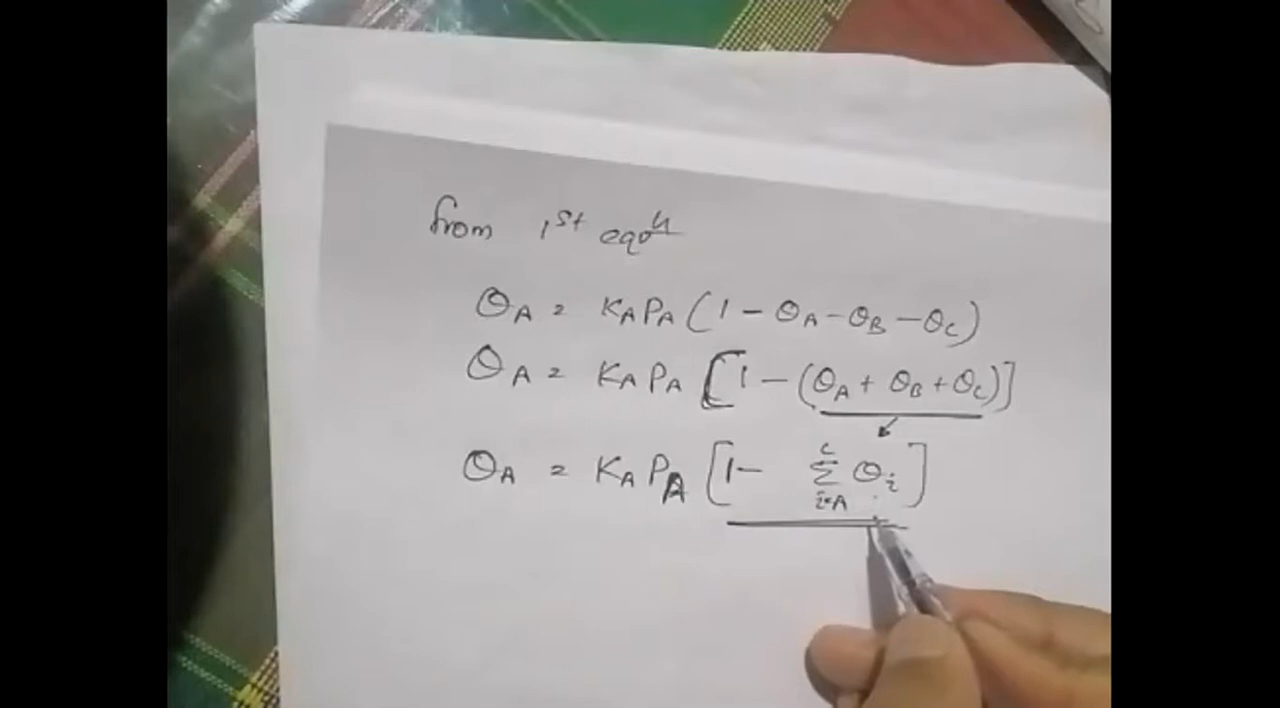 from 1st eqn
θA = KAPA (1 - θA - θB - θC)
θA = KA PA [1 - (θA + θB + θC)]
θA = KA PA [1 - Σ θi]
C
i=A